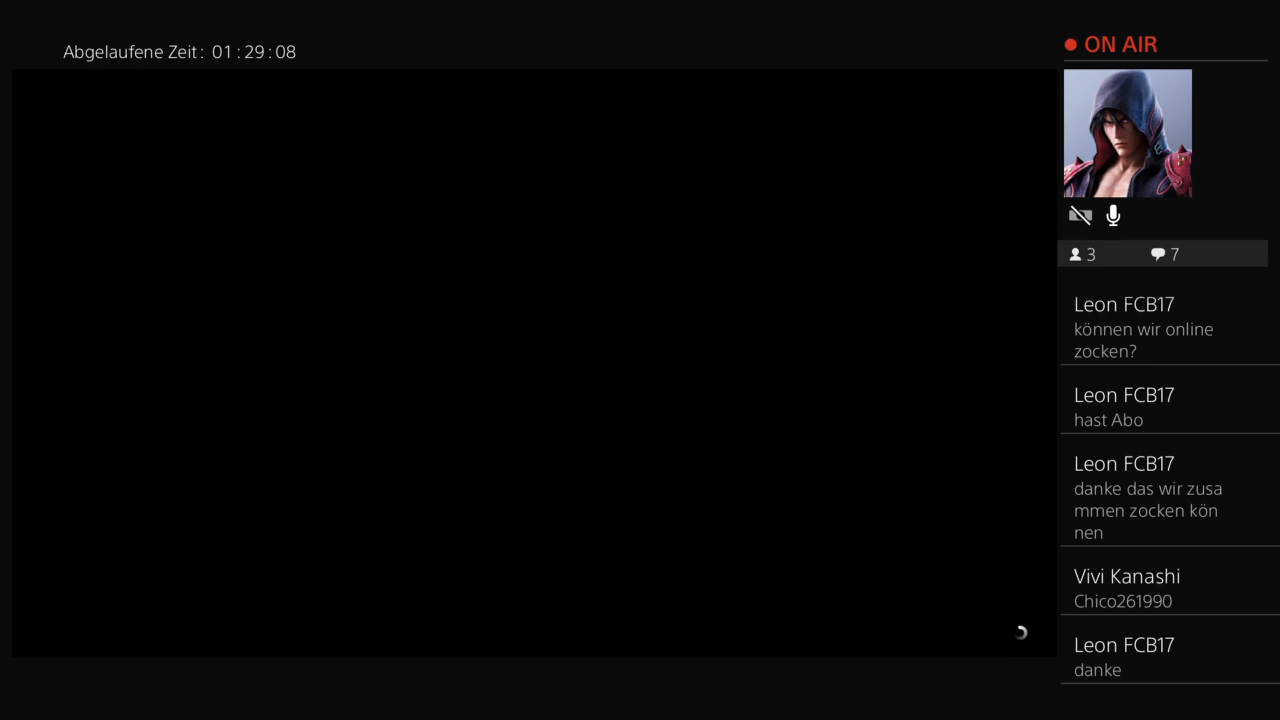 Abgelaufene Zeit: 01:29:08
ON AIR
3
7
Leon FCB17
können wir online
zocken?
Leon FCB17
hast Abo
Leon FCB17
danke das wir zusa
mmen zocken kön
nen
Vivi Kanashi
Chico261990
Leon FCB17
danke